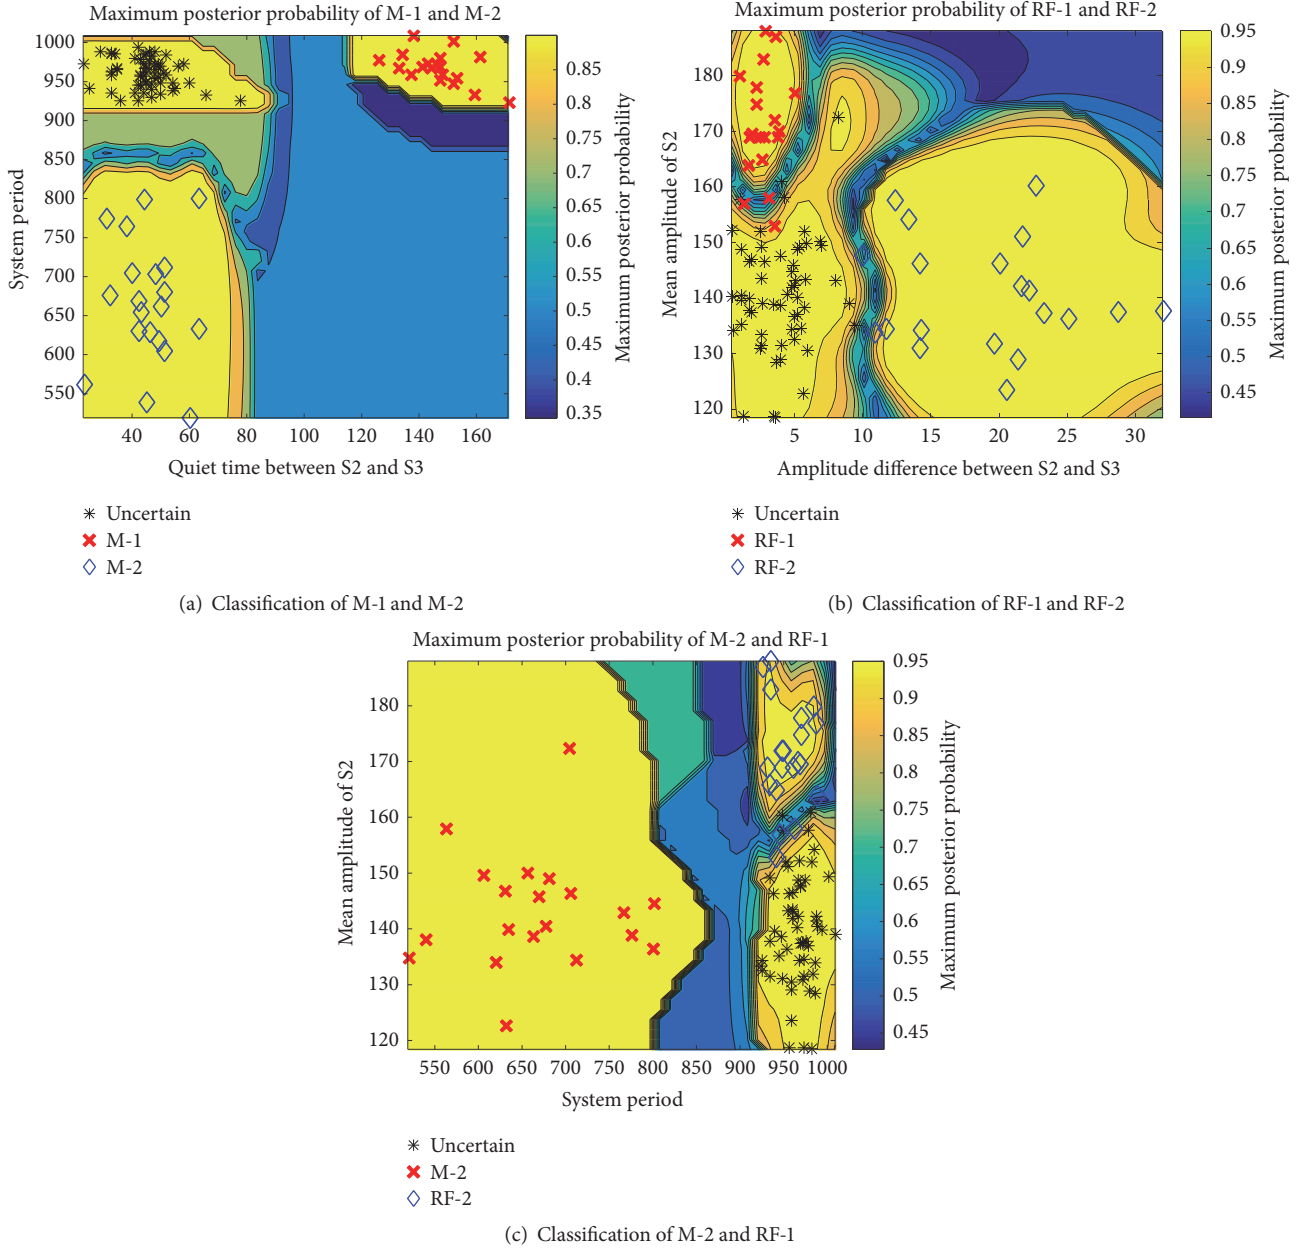 Maximum posterior probability of M-1 and M-2
1000
950
900
850
800
750
700
650
600
550
System period
40 60 80 100 120 140 160
Quiet time between S2 and S3
0.85
0.8
0.75
0.7
0.65
0.6
0.55
0.5
0.45
0.4
0.35
Maximum posterior probability
Uncertain
M-1
M-2
(a) Classification of M-1 and M-2
Maximum posterior probability of RF-1 and RF-2
180
170
160
150
140
130
120
Mean amplitude of S2
5 10 15 20 25 30
Amplitude difference between S2 and S3
0.95
0.9
0.85
0.8
0.75
0.7
0.65
0.6
0.55
0.5
0.45
Maximum posterior probability
Uncertain
RF-1
RF-2
(b) Classification of RF-1 and RF-2
Maximum posterior probability of M-2 and RF-1
180
170
160
150
140
130
120
Mean amplitude of S2
550 600 650 700 750 800 850 900 950 1000
System period
0.95
0.9
0.85
0.8
0.75
0.7
0.65
0.6
0.55
0.5
0.45
Maximum posterior probability
Uncertain
M-2
RF-2
(c) Classification of M-2 and RF-1